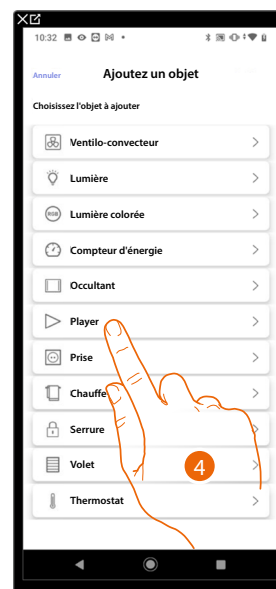 10:32
Annuler Ajoutez un objet
Choisissez l'objet à ajouter
Ventilo-convecteur
Lumière
RGB Lumière colorée
Compteur d'énergie
Occultant
Player
Prise
Chauffe
Serrure
Volet
4
Thermostat